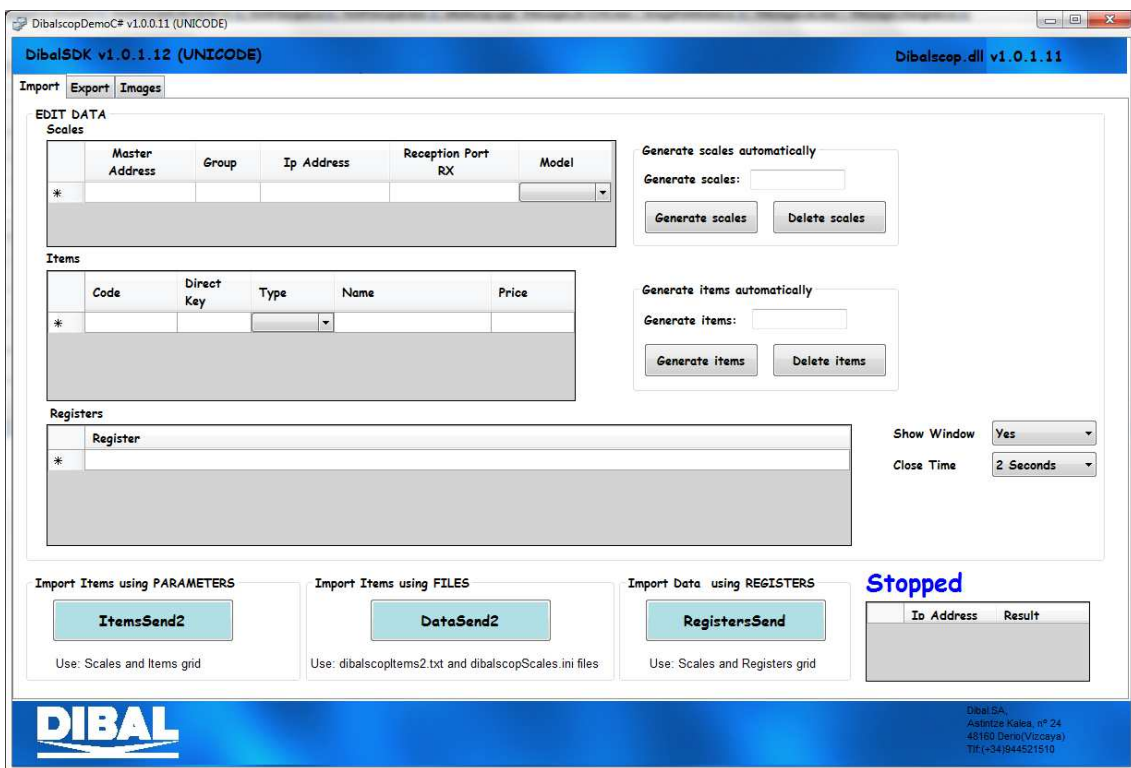 DibalscopDemoC# v1.0.0.11 (UNICODE)
DibalSDK v1.0.1.12 (UNICODE)
Dibalscop.dll v1.0.1.11
Import Export Images
EDIT DATA
Scales
Master Address Group Ip Address Reception Port RX Model
*
Generate scales automatically
Generate scales:
Generate scales Delete scales
Items
Code Direct Key Type Name Price
*
Generate items automatically
Generate items:
Generate items Delete items
Registers
Register
*
Show Window Yes
Close Time 2 Seconds
Import Items using PARAMETERS
ItemsSend2
Use: Scales and Items grid
Import Items using FILES
DataSend2
Use: dibalscopItems2.txt and dibalscopScales.ini files
Import Data using REGISTERS
RegistersSend
Use: Scales and Registers grid
Stopped
Ip Address Result
DIBAL
Dibal SA,
Astintze Kalea, nº 24
48160 Derio(Vizcaya)
Tlf:(+34)944521510